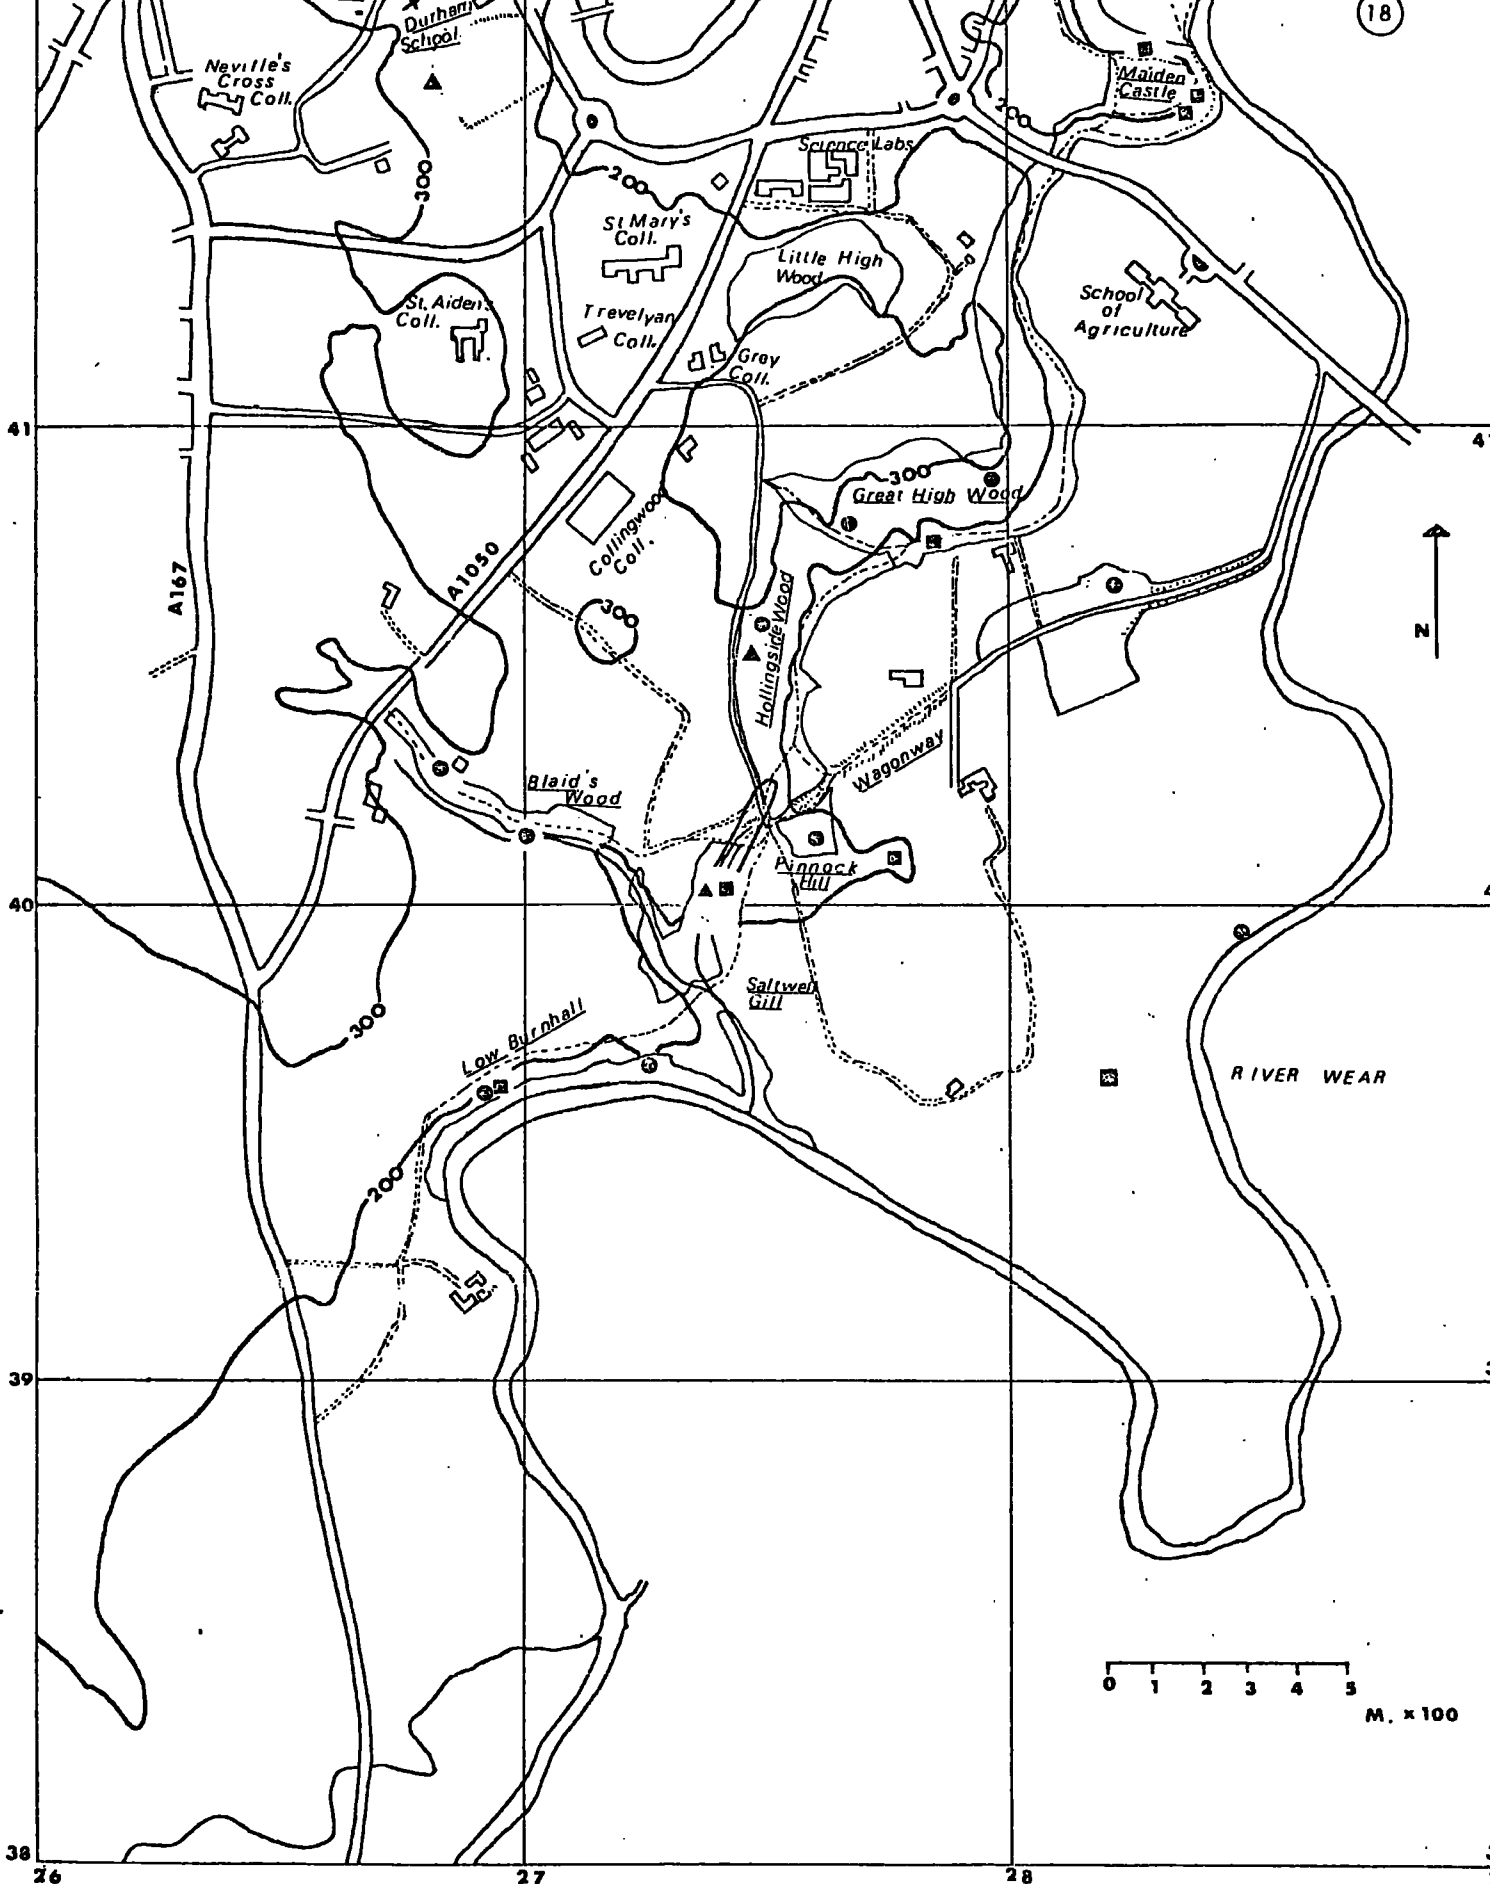 18
Durham
School
Neville's
Cross
Coll.
Maiden
Castle
200
300
Science Labs
200
St Mary's
Coll.
Little High
Wood
St. Aiden's
Coll.
Trevelyan
Coll.
School
of
Agriculture
Grey
Coll.
41
300
Great High Wood
Collingwood
Coll.
A1050
A167
300
Hollingside Wood
N
Wagonway
Blaid's
Wood
Pinnock
Hill
40
Saltwell
Gill
300
Low Burnhall
RIVER WEAR
200
39
0 1 2 3 4 5
M. x100
38
26 27 28